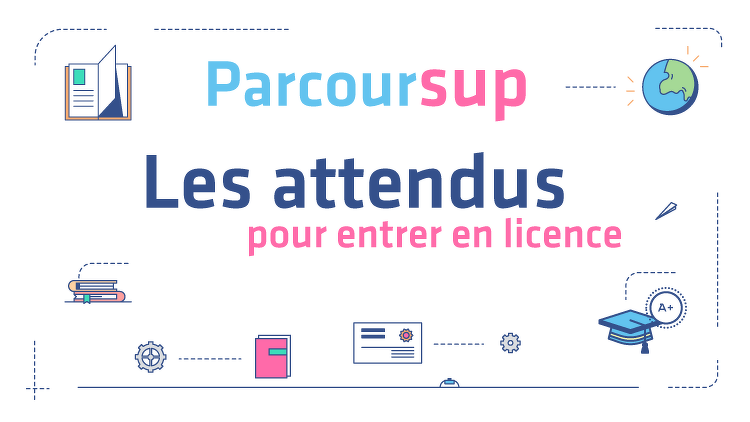 Parcoursup
Les attendus
pour entrer en licence
A+